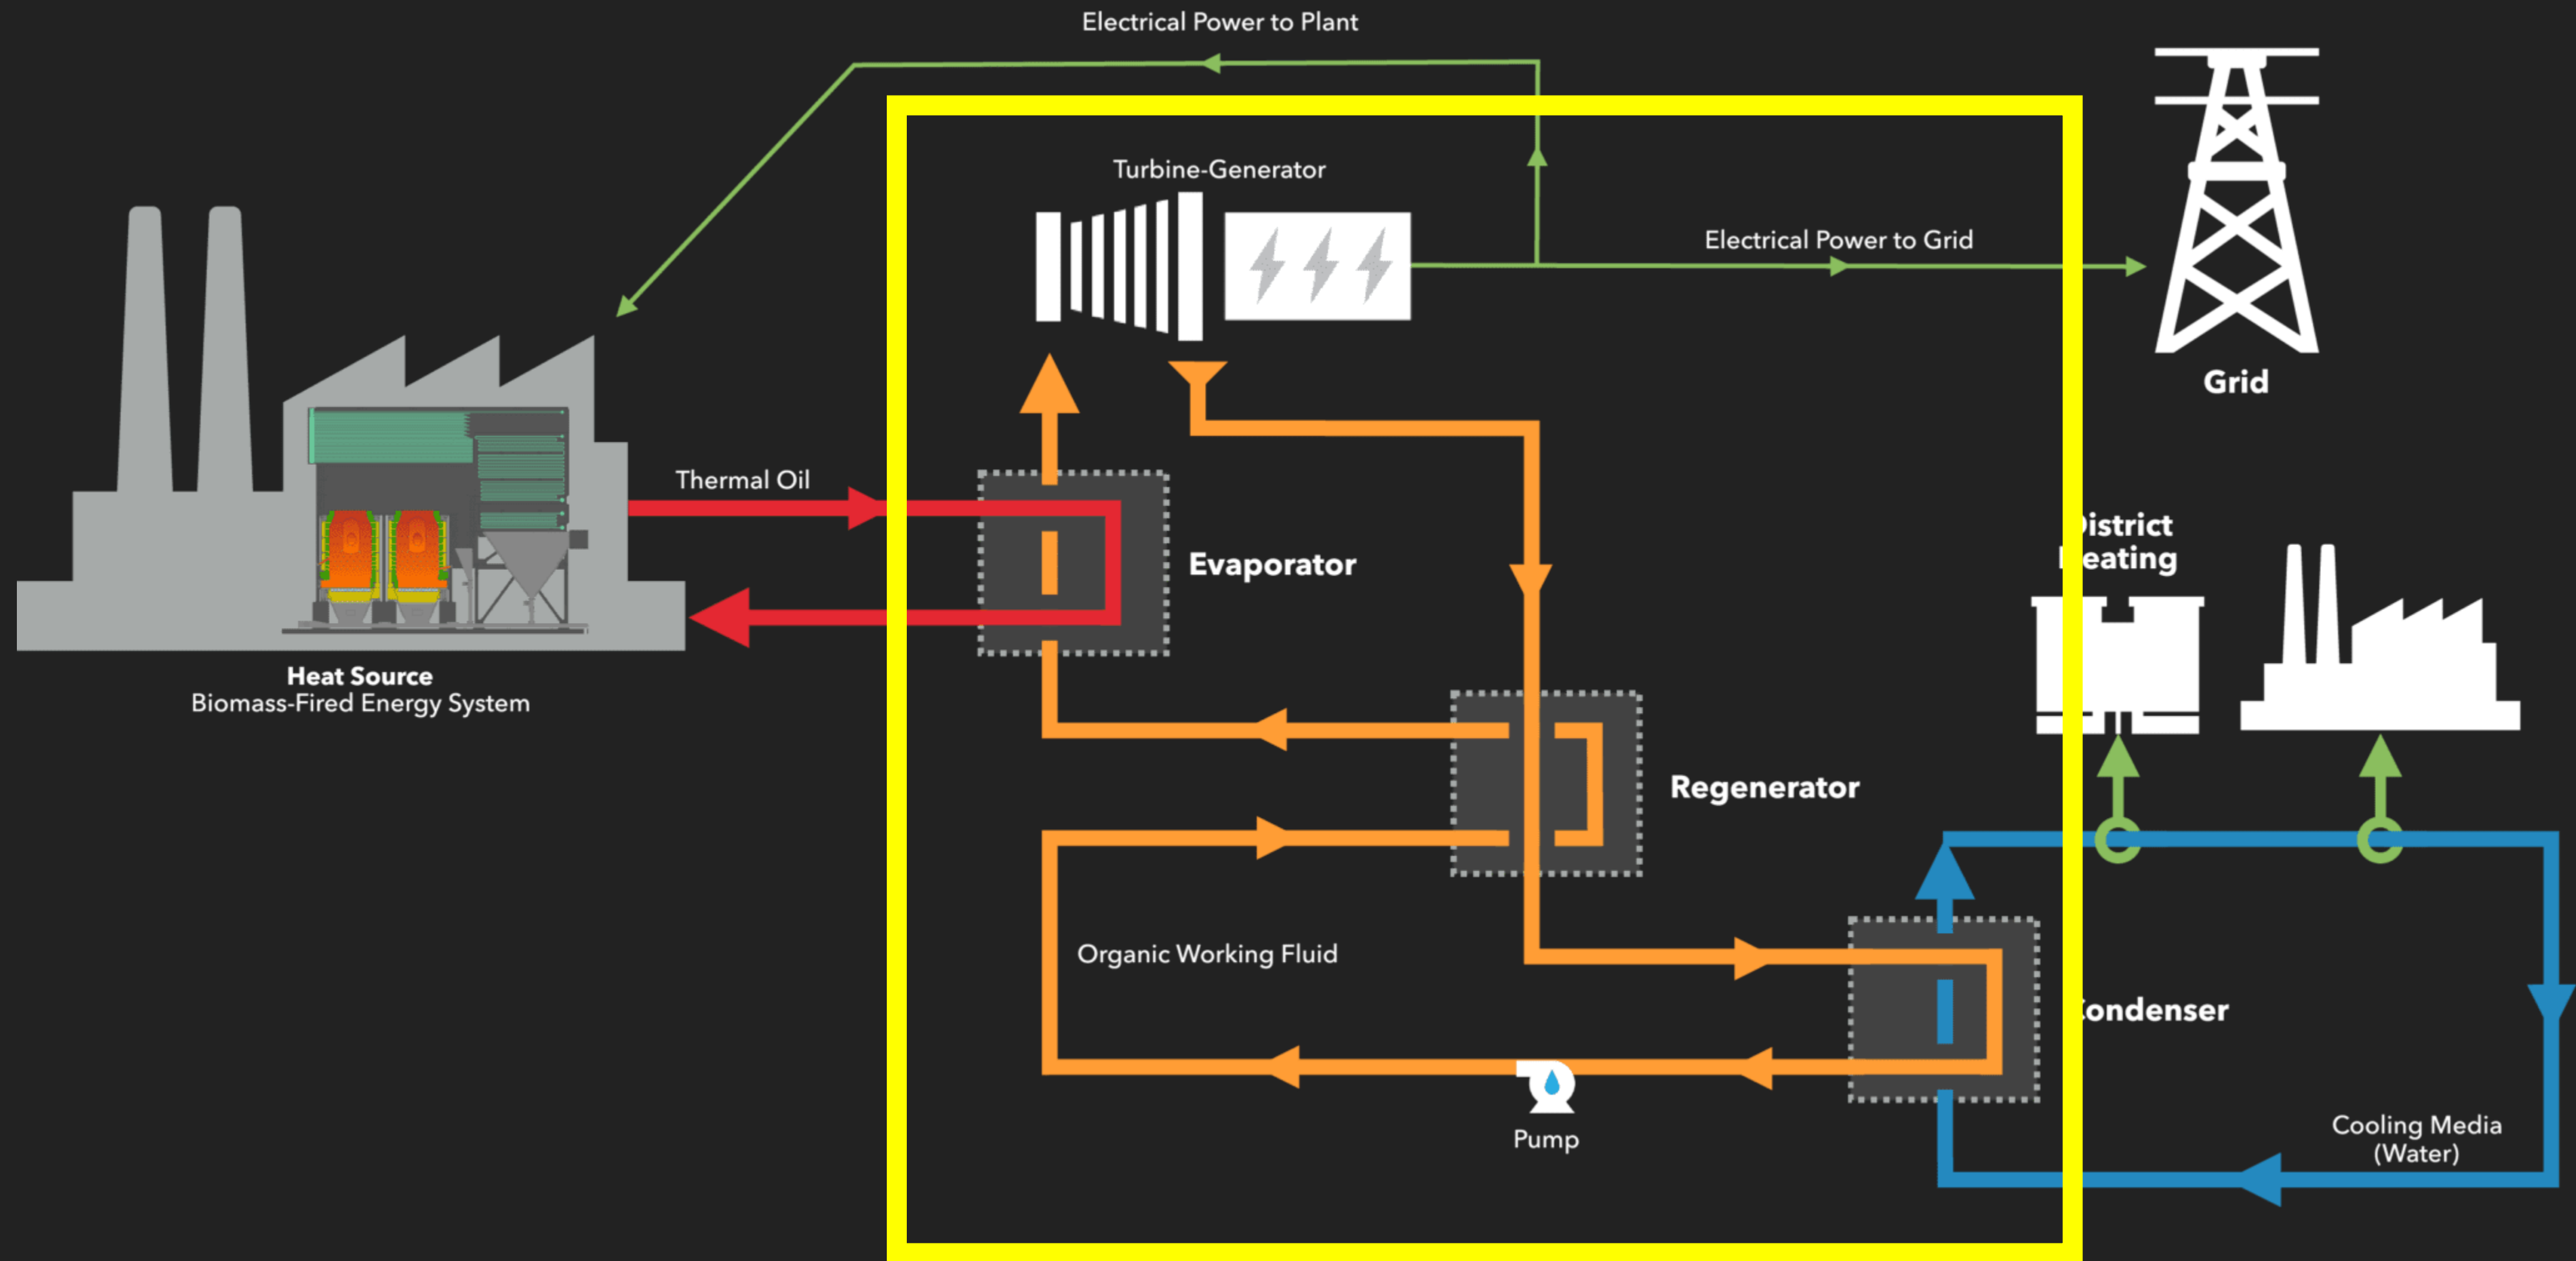 Electrical Power to Plant
Turbine-Generator
Electrical Power to Grid
Grid
Thermal Oil
Evaporator
istrict
eating
Heat Source
Biomass-Fired Energy System
Regenerator
Organic Working Fluid
ondenser
Pump
Cooling Media
(Water)